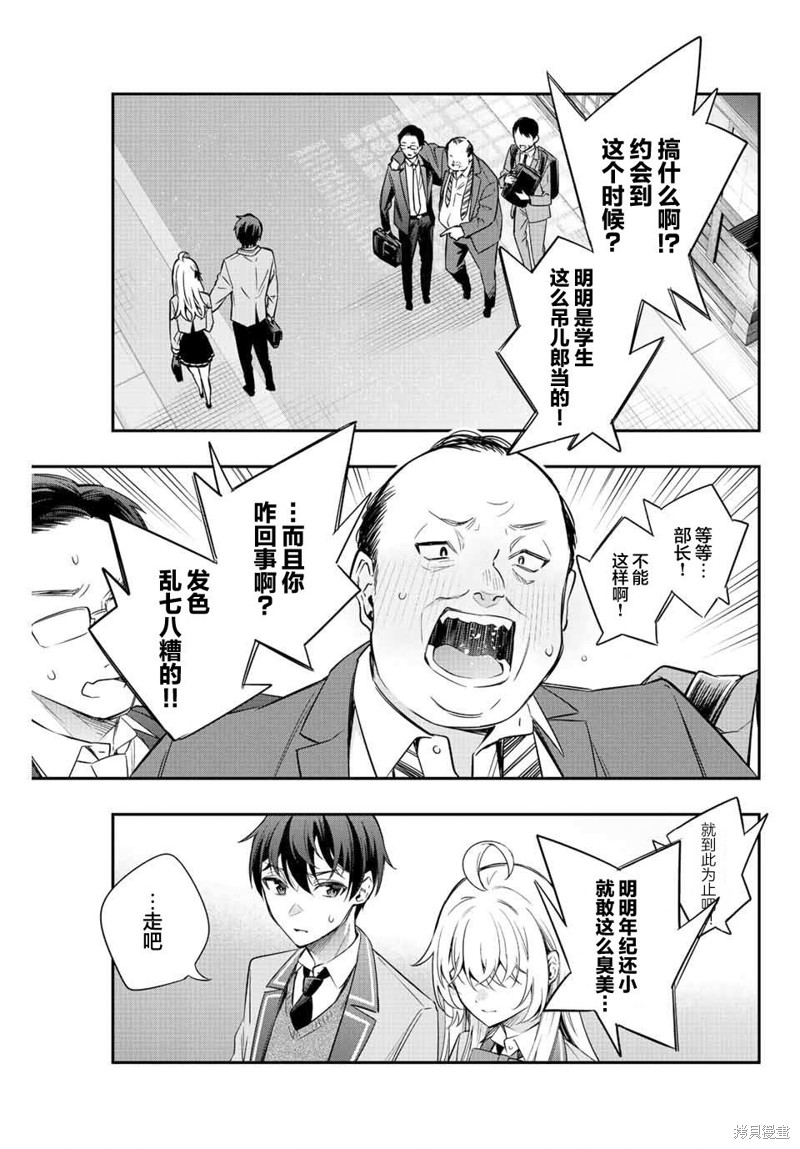 搞什么啊!?
约会到
这个时候？
明明是学生
这么吊儿郎当的！
等等…
部长！
不能
这样啊！
…而且你
咋回事啊？
发色
乱七八糟的!!
就到此为止吧！
明明年纪还小
就敢这么臭美…
…走吧
拷貝漫畫